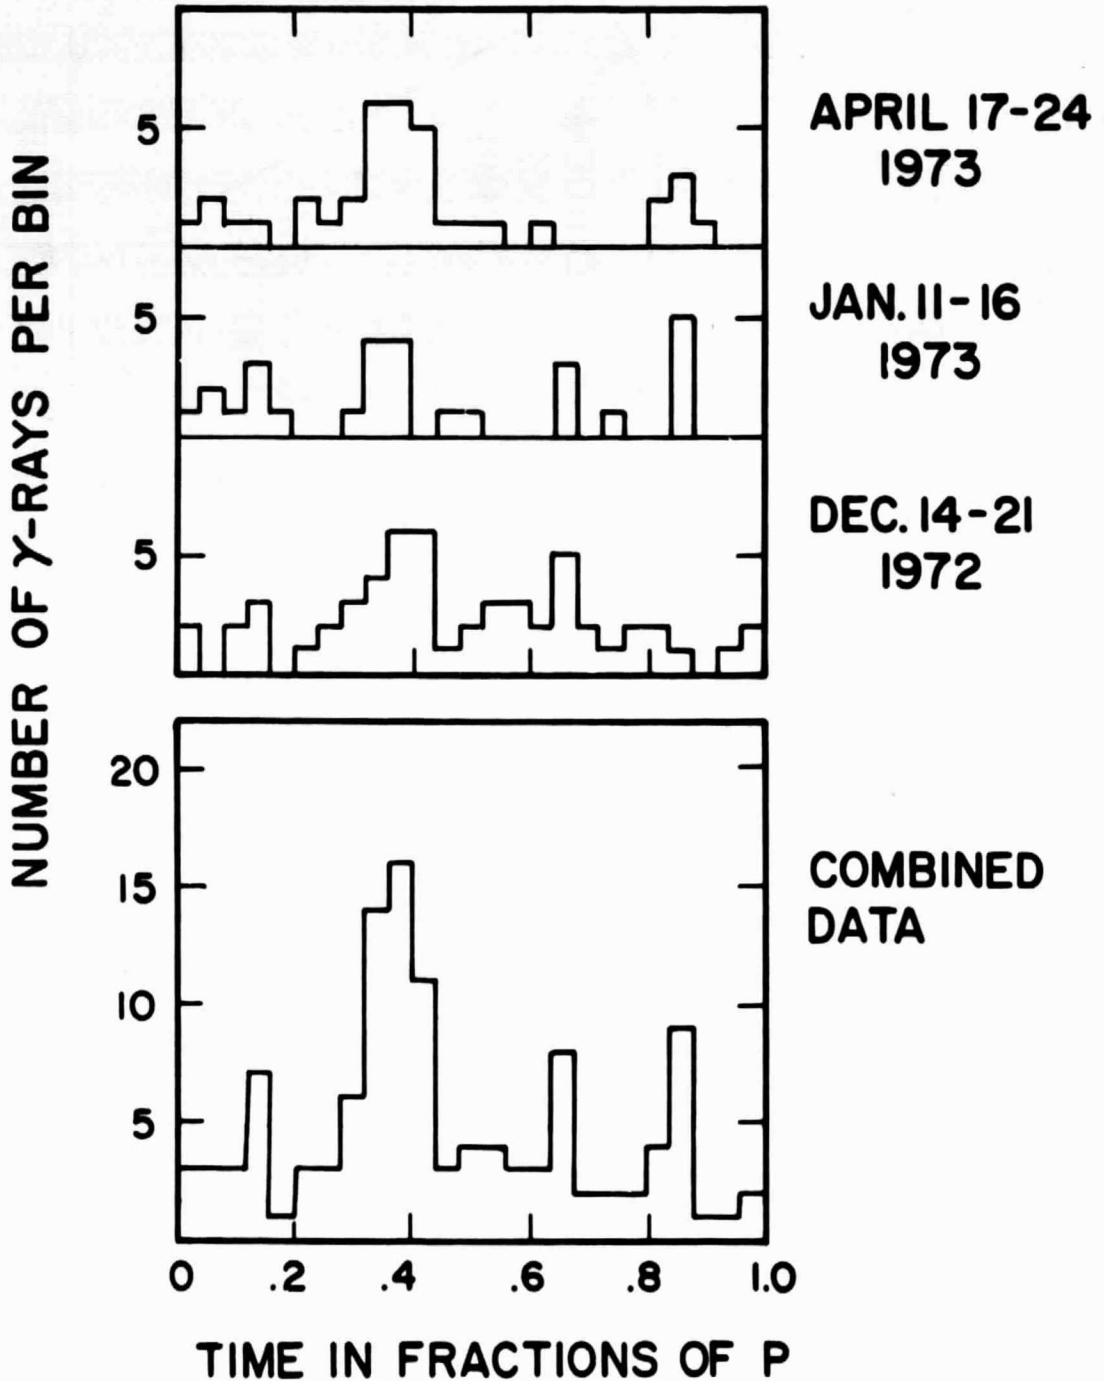 NUMBER OF γ-RAYS PER BIN
5
APRIL 17-24
1973
5
JAN. 11-16
1973
5
DEC. 14-21
1972
20
15
10
5
COMBINED
DATA
0 .2 .4 .6 .8 1.0
TIME IN FRACTIONS OF P